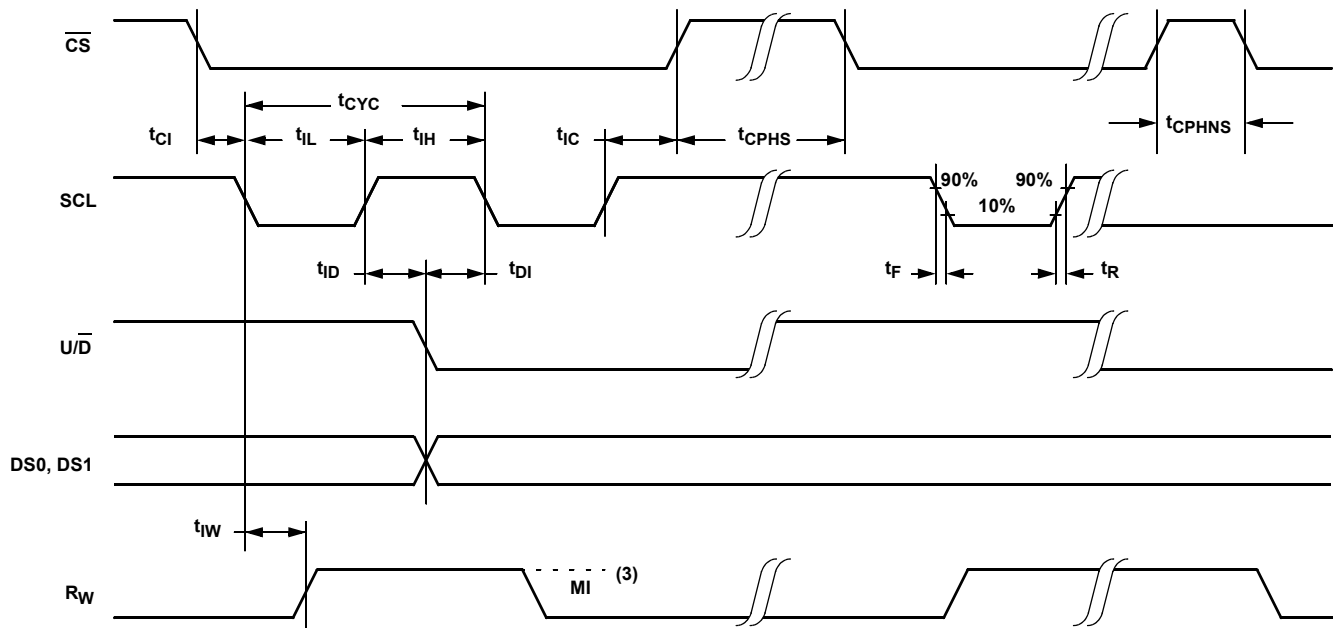 CS
tCYC
tCI tIL tIH tIC tCPHS tCPHNS
SCL
90% 90%
10%
tID tDI tF tR
U/D
DS0, DS1
tIW
MI (3)
RW